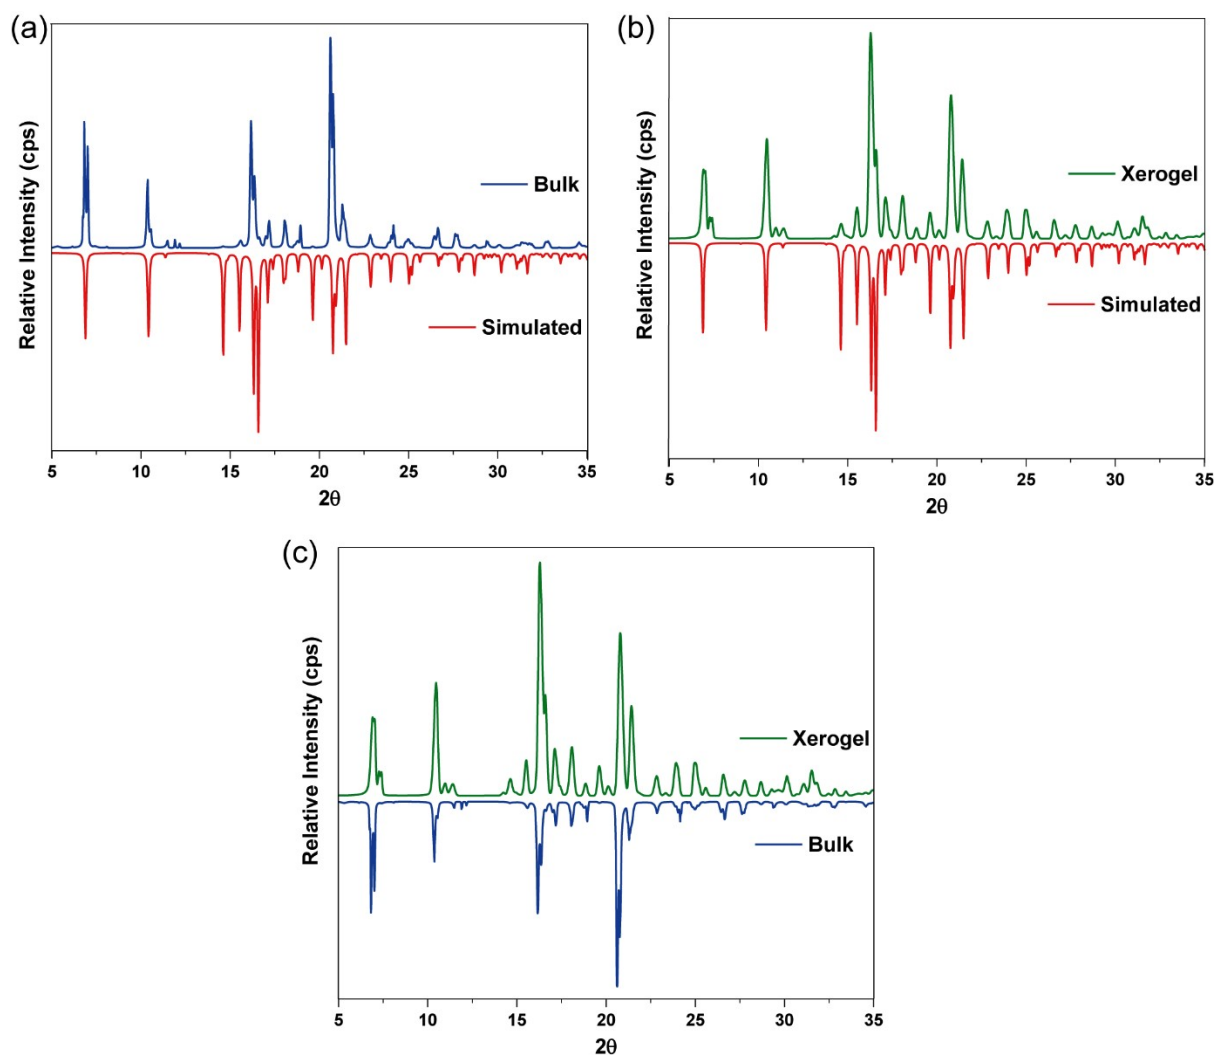 (a)
Relative Intensity (cps)
Bulk
Simulated
5 10 15 20 25 30 35
2θ
(b)
Relative Intensity (cps)
Xerogel
Simulated
5 10 15 20 25 30 35
2θ
(c)
Relative Intensity (cps)
Xerogel
Bulk
5 10 15 20 25 30 35
2θ